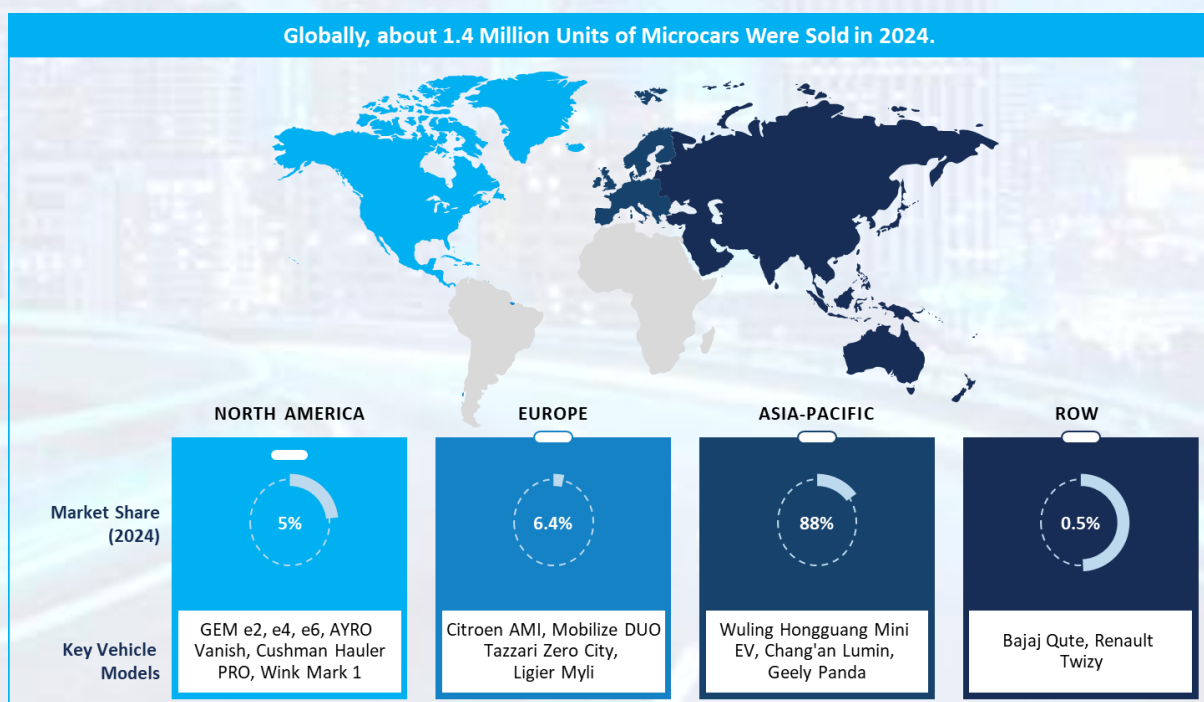 Globally, about 1.4 Million Units of Microcars Were Sold in 2024.
NORTH AMERICA
EUROPE
ASIA-PACIFIC
ROW
Market Share
(2024)
5%
6.4%
88%
0.5%
Key Vehicle
Models
GEM e2, e4, e6, AYRO
Vanish, Cushman Hauler
PRO, Wink Mark 1
Citroen AMI, Mobilize DUO
Tazzari Zero City,
Ligier Myli
Wuling Hongguang Mini
EV, Chang'an Lumin,
Geely Panda
Bajaj Qute, Renault
Twizy